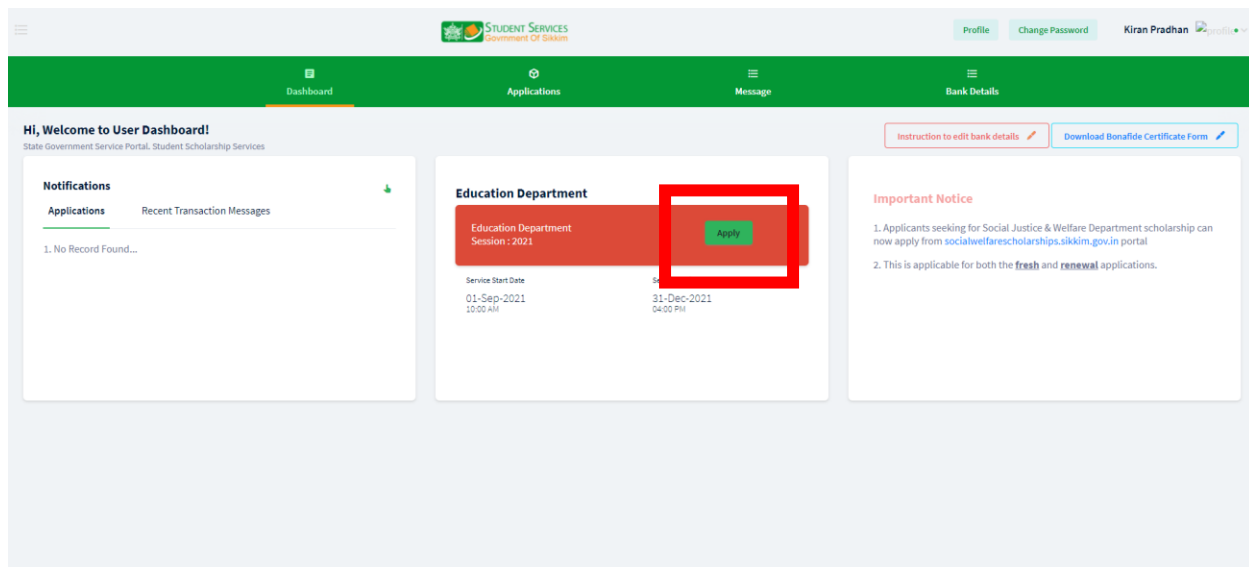 STUDENT SERVICES
Govrnment Of Sikkim
Profile
Change Password
Kiran Pradhan
profile
Dashboard
Applications
Message
Bank Details
Hi, Welcome to User Dashboard!
State Government Service Portal. Student Scholarship Services
Instruction to edit bank details
Download Bonafide Certificate Form
Notifications
Applications
Recent Transaction Messages
1. No Record Found...
Education Department
Education Department
Session : 2021
Apply
Service Start Date
01-Sep-2021
10:00 AM
31-Dec-2021
04:00 PM
Important Notice
1. Applicants seeking for Social Justice & Welfare Department scholarship can
now apply from socialwelfarescholarships.sikkim.gov.in portal
2. This is applicable for both the fresh and renewal applications.